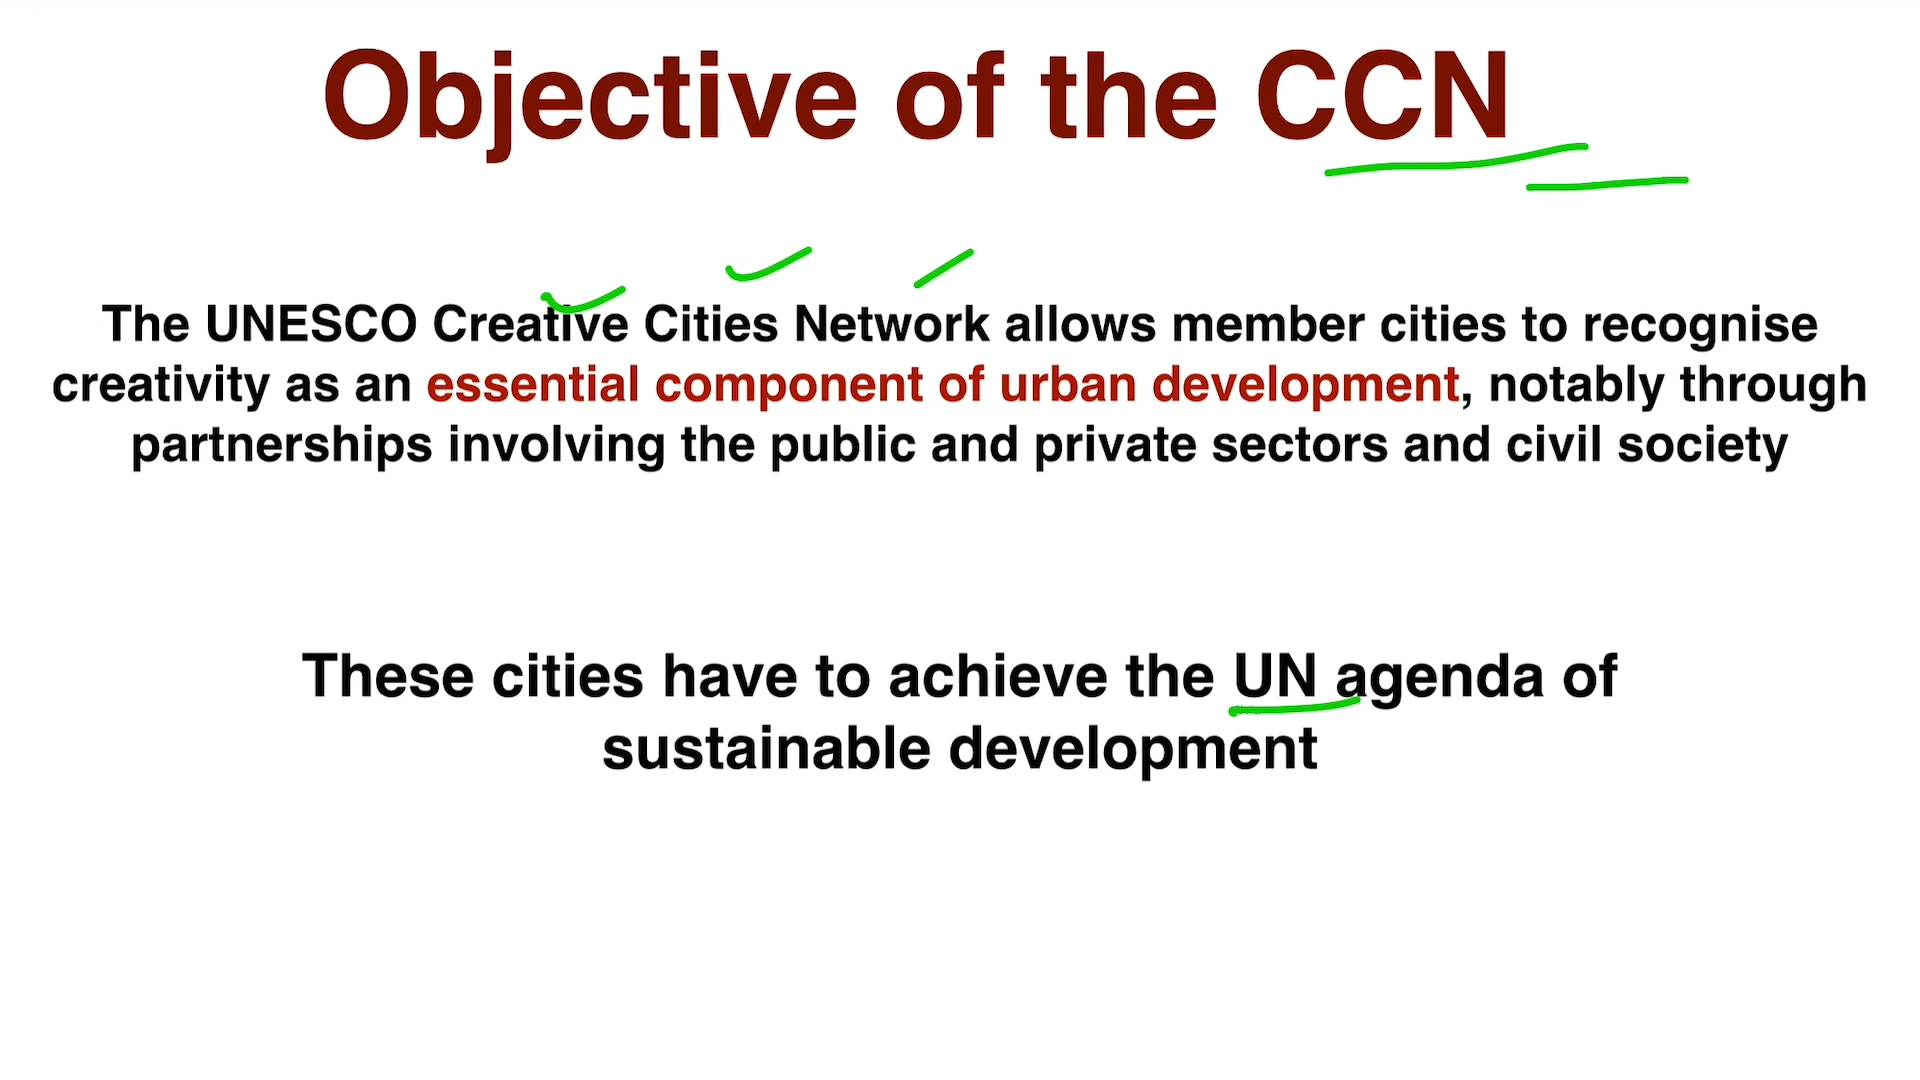 Objective of the CCN
The UNESCO Creative Cities Network allows member cities to recognise
creativity as an essential component of urban development, notably through
partnerships involving the public and private sectors and civil society
These cities have to achieve the UN agenda of
sustainable development